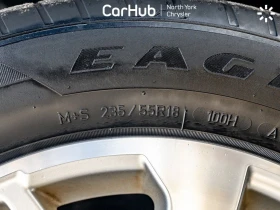 CarHub
North York
Chrysler
EAG
M+S 235/55R18 100H A